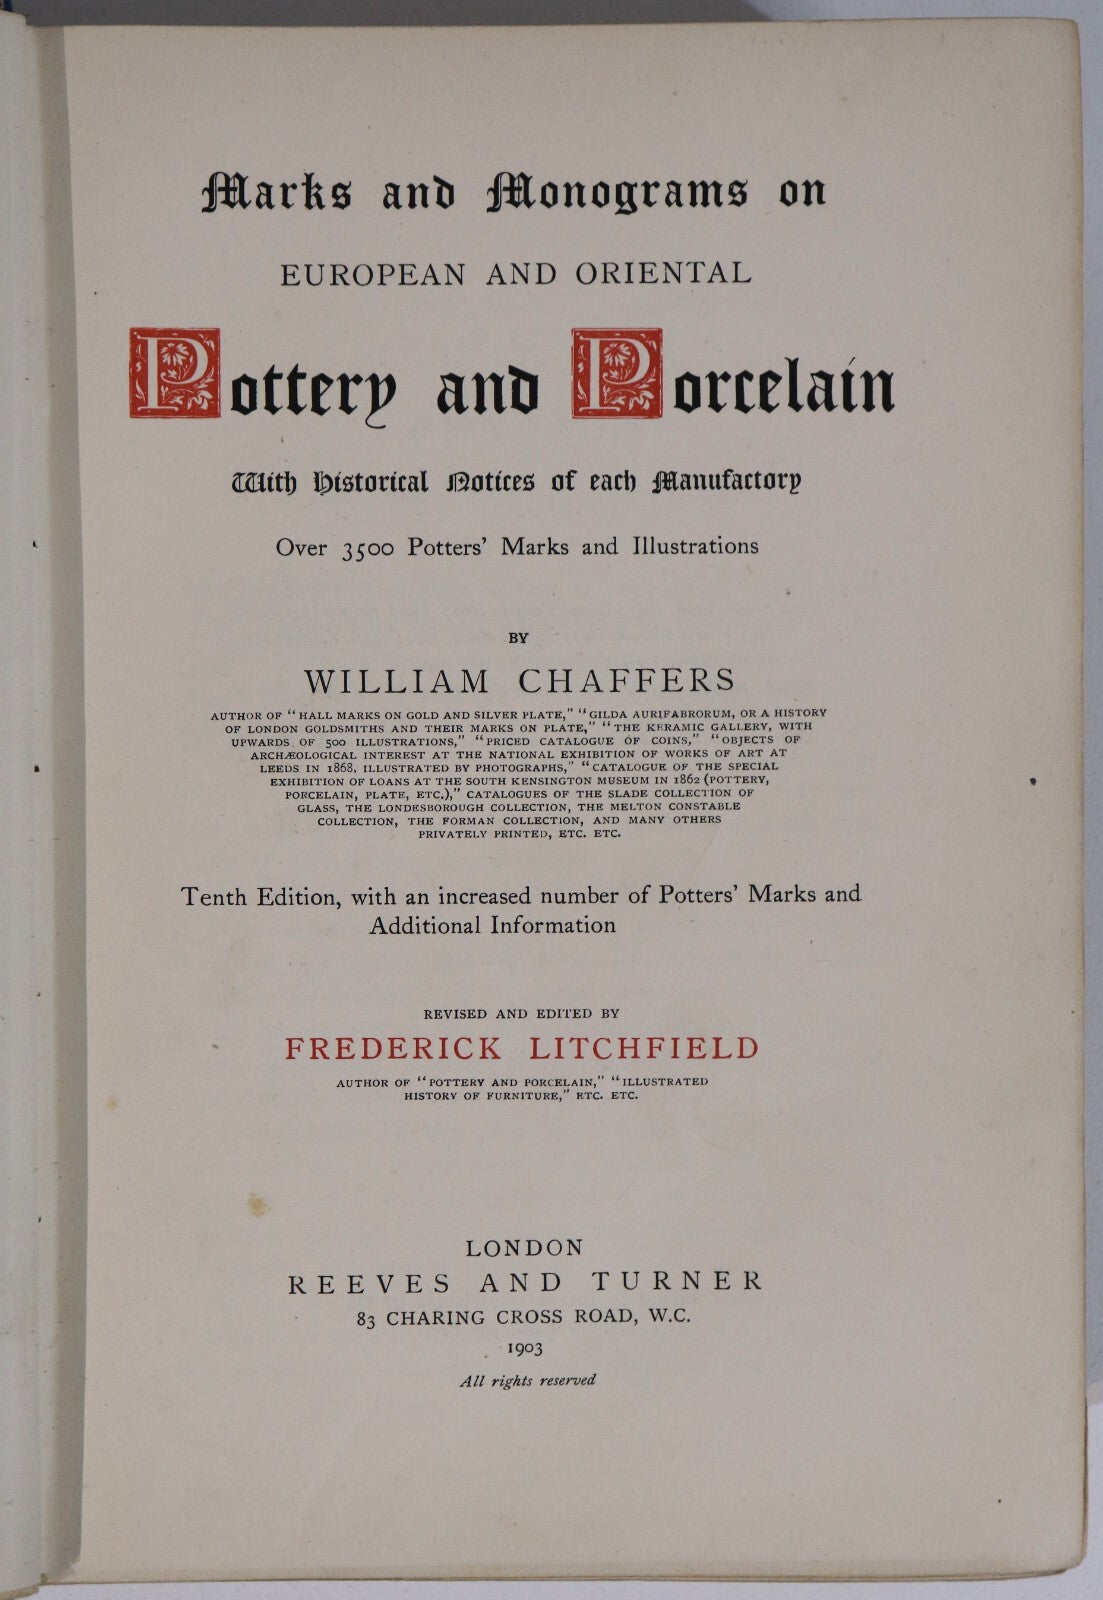 Marks and Monograms on
EUROPEAN AND ORIENTAL
Pottery and Porcelain
With Historical Notices of each Manufactory
Over 3500 Potters' Marks and Illustrations
BY
WILLIAM CHAFFERS
AUTHOR OF "HALL MARKS ON GOLD AND SILVER PLATE," "GILDA AURIFABRORUM, OR A HISTORY
OF LONDON GOLDSMITHS AND THEIR MARKS ON PLATE," "THE KERAMIC GALLERY, WITH
UPWARDS OF 500 ILLUSTRATIONS," "PRICED CATALOGUE OF COINS," "OBJECTS OF
ARCHÆOLOGICAL INTEREST AT THE NATIONAL EXHIBITION OF WORKS OF ART AT
LEEDS IN 1868, ILLUSTRATED BY PHOTOGRAPHS," "CATALOGUE OF THE SPECIAL
EXHIBITION OF LOANS AT THE SOUTH KENSINGTON MUSEUM IN 1862 (POTTERY,
PORCELAIN, PLATE, ETC.)," CATALOGUES OF THE SLADE COLLECTION OF
GLASS, THE LONDESBOROUGH COLLECTION, THE MELTON CONSTABLE
COLLECTION, THE FORMAN COLLECTION, AND MANY OTHERS
PRIVATELY PRINTED, ETC. ETC.
Tenth Edition, with an increased number of Potters' Marks and
Additional Information
REVISED AND EDITED BY
FREDERICK LITCHFIELD
AUTHOR OF "POTTERY AND PORCELAIN," "ILLUSTRATED
HISTORY OF FURNITURE," ETC. ETC.
LONDON
REEVES AND TURNER
83 CHARING CROSS ROAD, W.C.
1903
All rights reserved